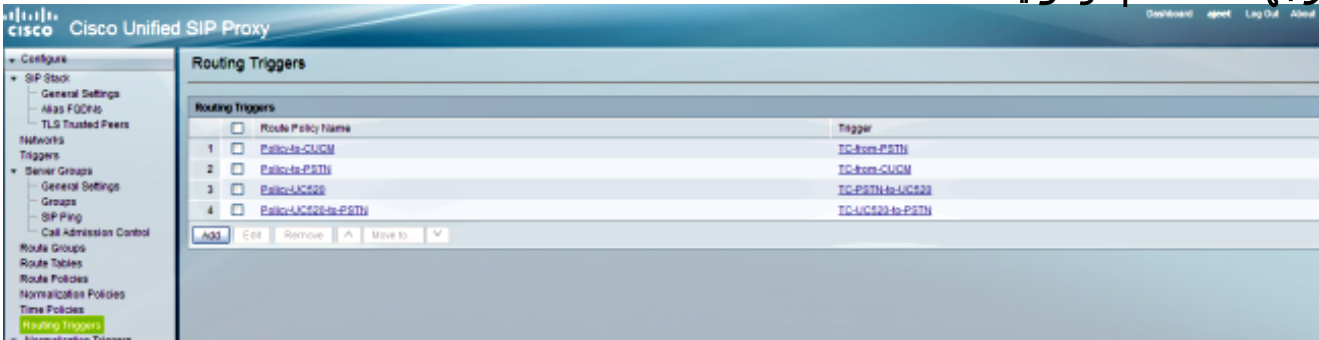 Dashboard ajeet Log Out About
cisco Cisco Unified SIP Proxy
Configure
SIP Stack
General Settings
Alias FQDNs
TLS Trusted Peers
Networks
Triggers
Server Groups
General Settings
Groups
SIP Ping
Call Admission Control
Route Groups
Route Tables
Route Policies
Normalization Policies
Time Policies
Routing Triggers
Normalization Triggers
Routing Triggers
Routing Triggers
Route Policy Name Trigger
1 Policy-to-CUCM TC-from-PSTN
2 Policy-to-PSTN TC-from-CUCM
3 Policy-UC520 TC-PSTN-to-UC520
4 Policy-UC520-to-PSTN TC-UC520-to-PSTN
Add Edit Remove Move to